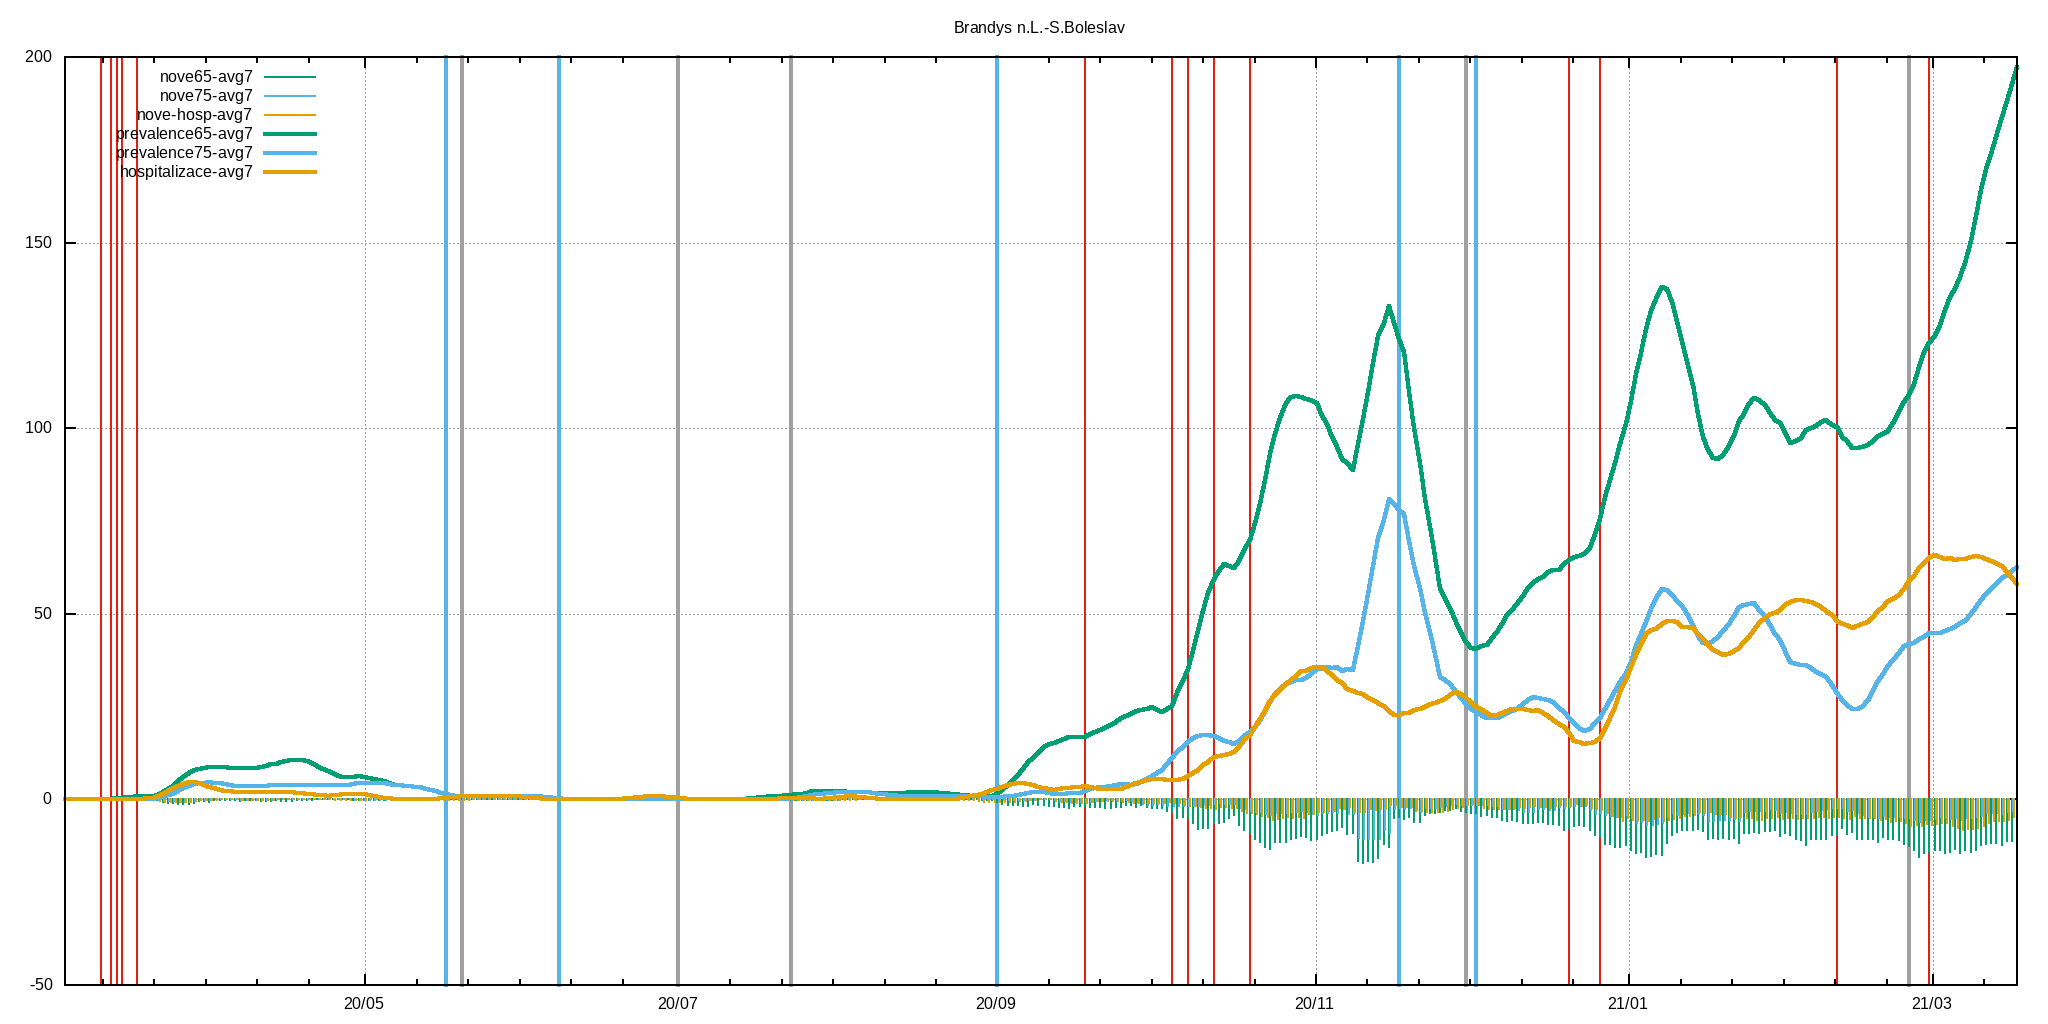 Brandys n.L.-S.Boleslav
200
150
100
50
0
-50
nove65-avg7
nove75-avg7
nove-hosp-avg7
prevalence65-avg7
prevalence75-avg7
hospitalizace-avg7
20/05
20/07
20/09
20/11
21/01
21/03